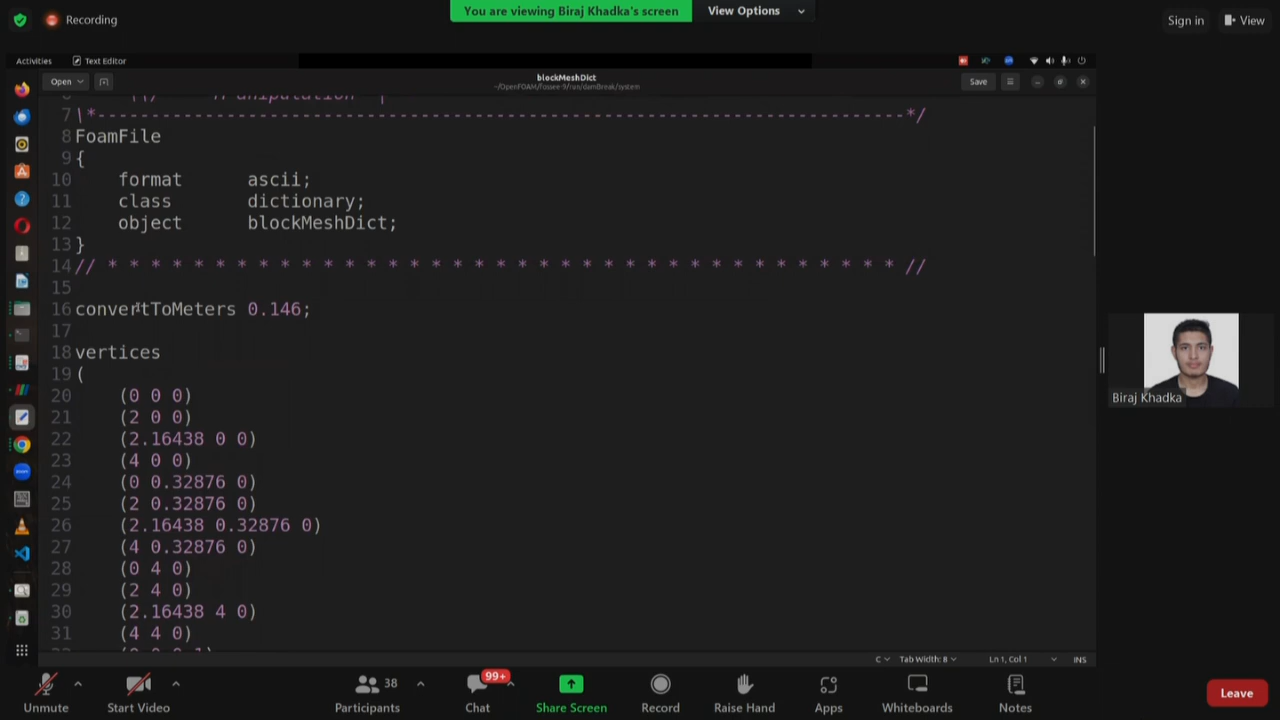 Recording
You are viewing Biraj Khadka's screen
View Options
Sign in
View
Activities
Text Editor
Open
blockMeshDict
~/OpenFOAM/fossee-9/run/damBreak/system
Save
7 \*---------------------------------------------------------------------------*/
8 FoamFile
9 {
10 format ascii;
11 class dictionary;
12 object blockMeshDict;
13 }
14 // * * * * * * * * * * * * * * * * * * * * * * * * * * * * * * * * * * * * * //
15
16 convertToMeters 0.146;
17
18 vertices
19 (
20 (0 0 0)
21 (2 0 0)
22 (2.16438 0 0)
23 (4 0 0)
24 (0 0.32876 0)
25 (2 0.32876 0)
26 (2.16438 0.32876 0)
27 (4 0.32876 0)
28 (0 4 0)
29 (2 4 0)
30 (2.16438 4 0)
31 (4 4 0)
C
Tab Width: 8
Ln 1, Col 1
INS
Biraj Khadka
Unmute
Start Video
38
Participants
99+
Chat
Share Screen
Record
Raise Hand
Apps
Whiteboards
Notes
Leave